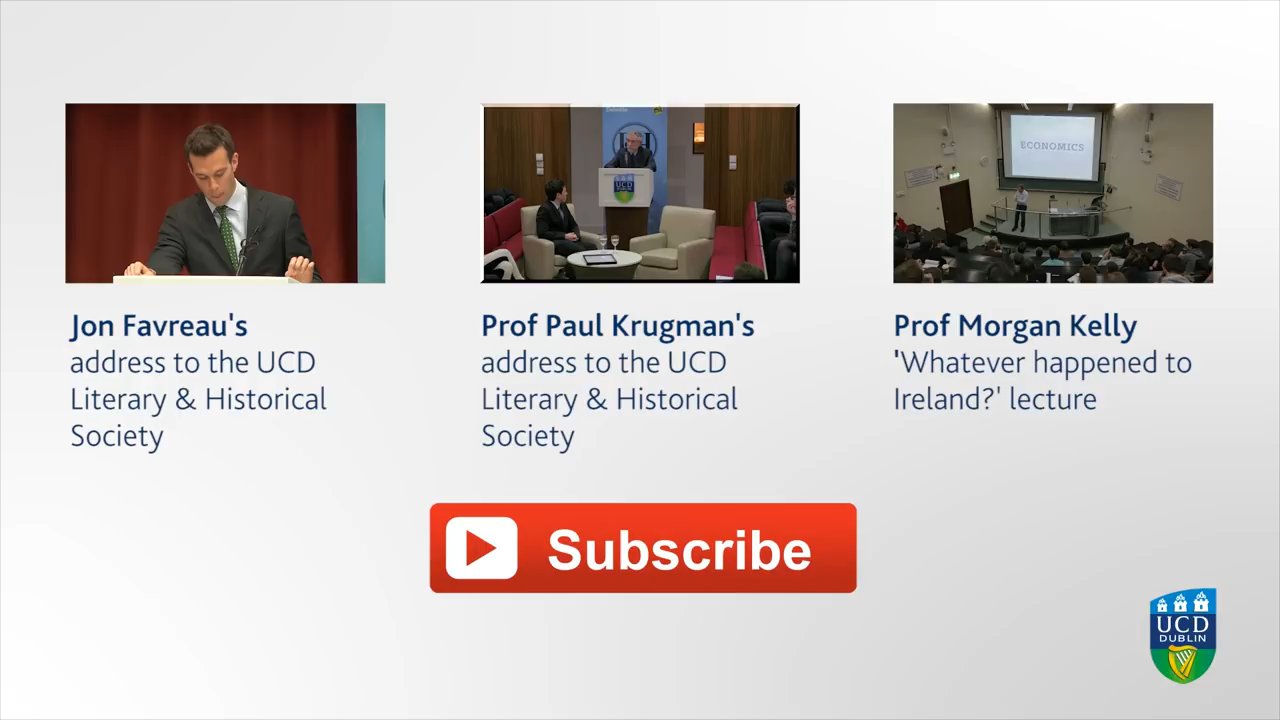 ECONOMICS
UCD
Jon Favreau's
address to the UCD
Literary & Historical
Society
Prof Paul Krugman's
address to the UCD
Literary & Historical
Society
Prof Morgan Kelly
'Whatever happened to
Ireland?' lecture
Subscribe
UCD
DUBLIN